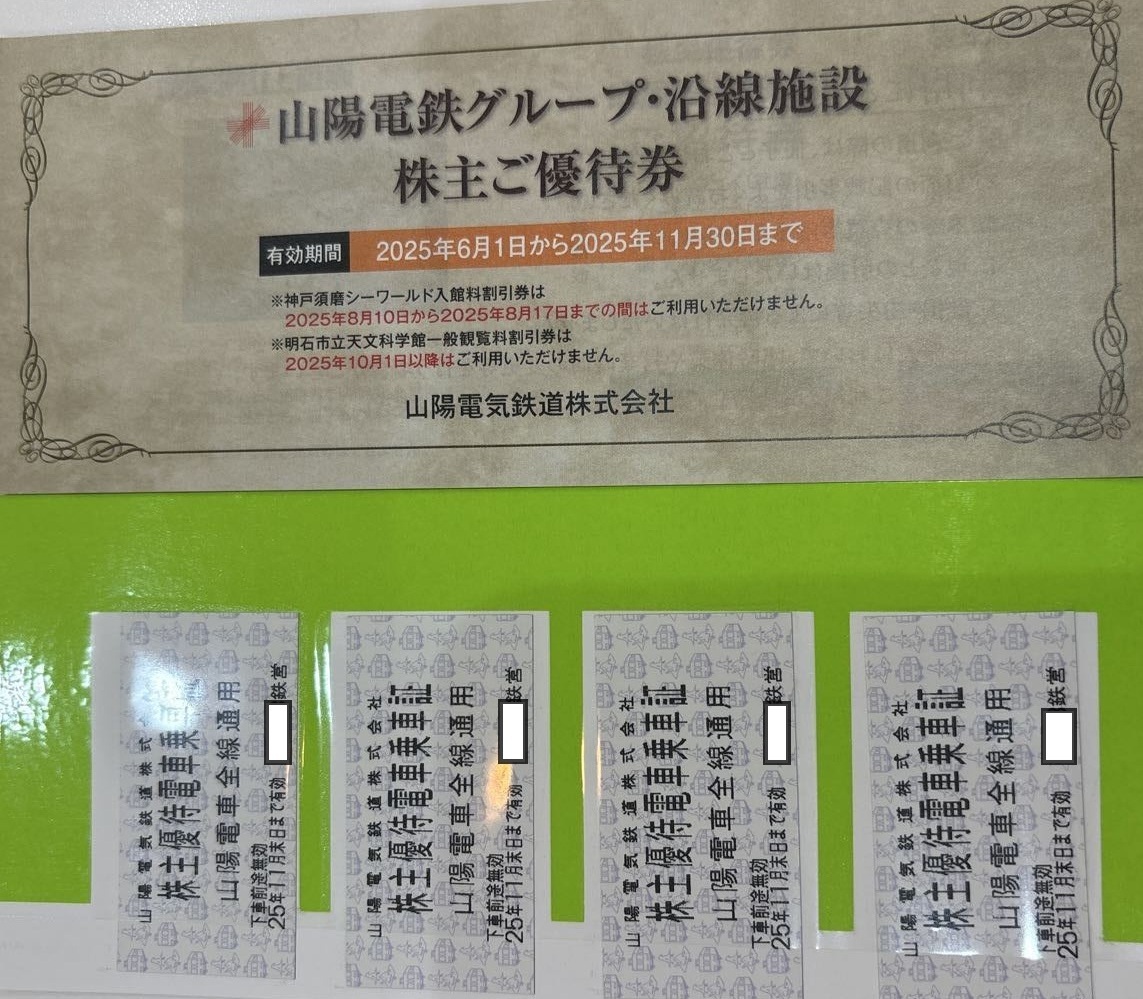 山陽電鉄グループ・沿線施設
株主ご優待券
有効期間 2025年6月1日から2025年11月30日まで
※神戸須磨シーワールド入館料割引券は
2025年8月10日から2025年8月17日までの間はご利用いただけません。
※明石市立天文科学館一般観覧料割引券は
2025年10月1日以降はご利用いただけません。
山陽電気鉄道株式会社
山陽電気鉄道株式
株主優待電車乗
山陽電車全線通用
下車前途無効
25年11月末日まで有効 鉄営
山陽電気鉄道株式会社
株主優待電車乗車証
山陽電車全線通用
下車前途無効
25年11月末日まで有効 鉄営
山陽電気鉄道株式会社
株主優待電車乗車証
山陽電車全線通用
下車前途無効
25年11月末日まで有効 鉄営
山陽電気鉄道株式会社
株主優待電車乗車証
山陽電車全線通用
下車前途無効
25年11月末日まで有効 鉄営